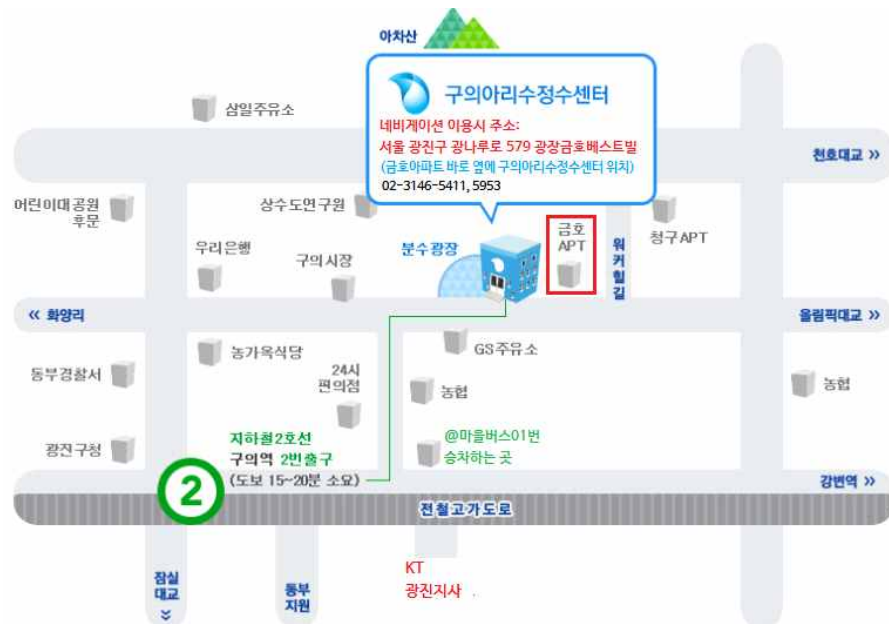 아차산
구의아리수정수센터
네비게이션 이용시 주소:
서울 광진구 광나루로 579 광장금호베스트빌
(금호아파트 바로 옆에 구의아리수정수센터 위치)
02-3146-5411, 5953
삼일주유소
천호대교 »
어린이대공원
후문
상수도연구원
우리은행
구의시장
분수광장
금호
APT
워
커
힐
길
청구APT
« 화양리
올림픽대교 »
농가옥식당
GS주유소
동부경찰서
24시
편의점
농협
농협
광진구청
지하철2호선
구의역 2번출구
(도보 15~20분 소요)
@마을버스01번
승차하는 곳
2
강변역 »
전철고가도로
잠실
대교
»
동부
지원
KT
광진지사 .